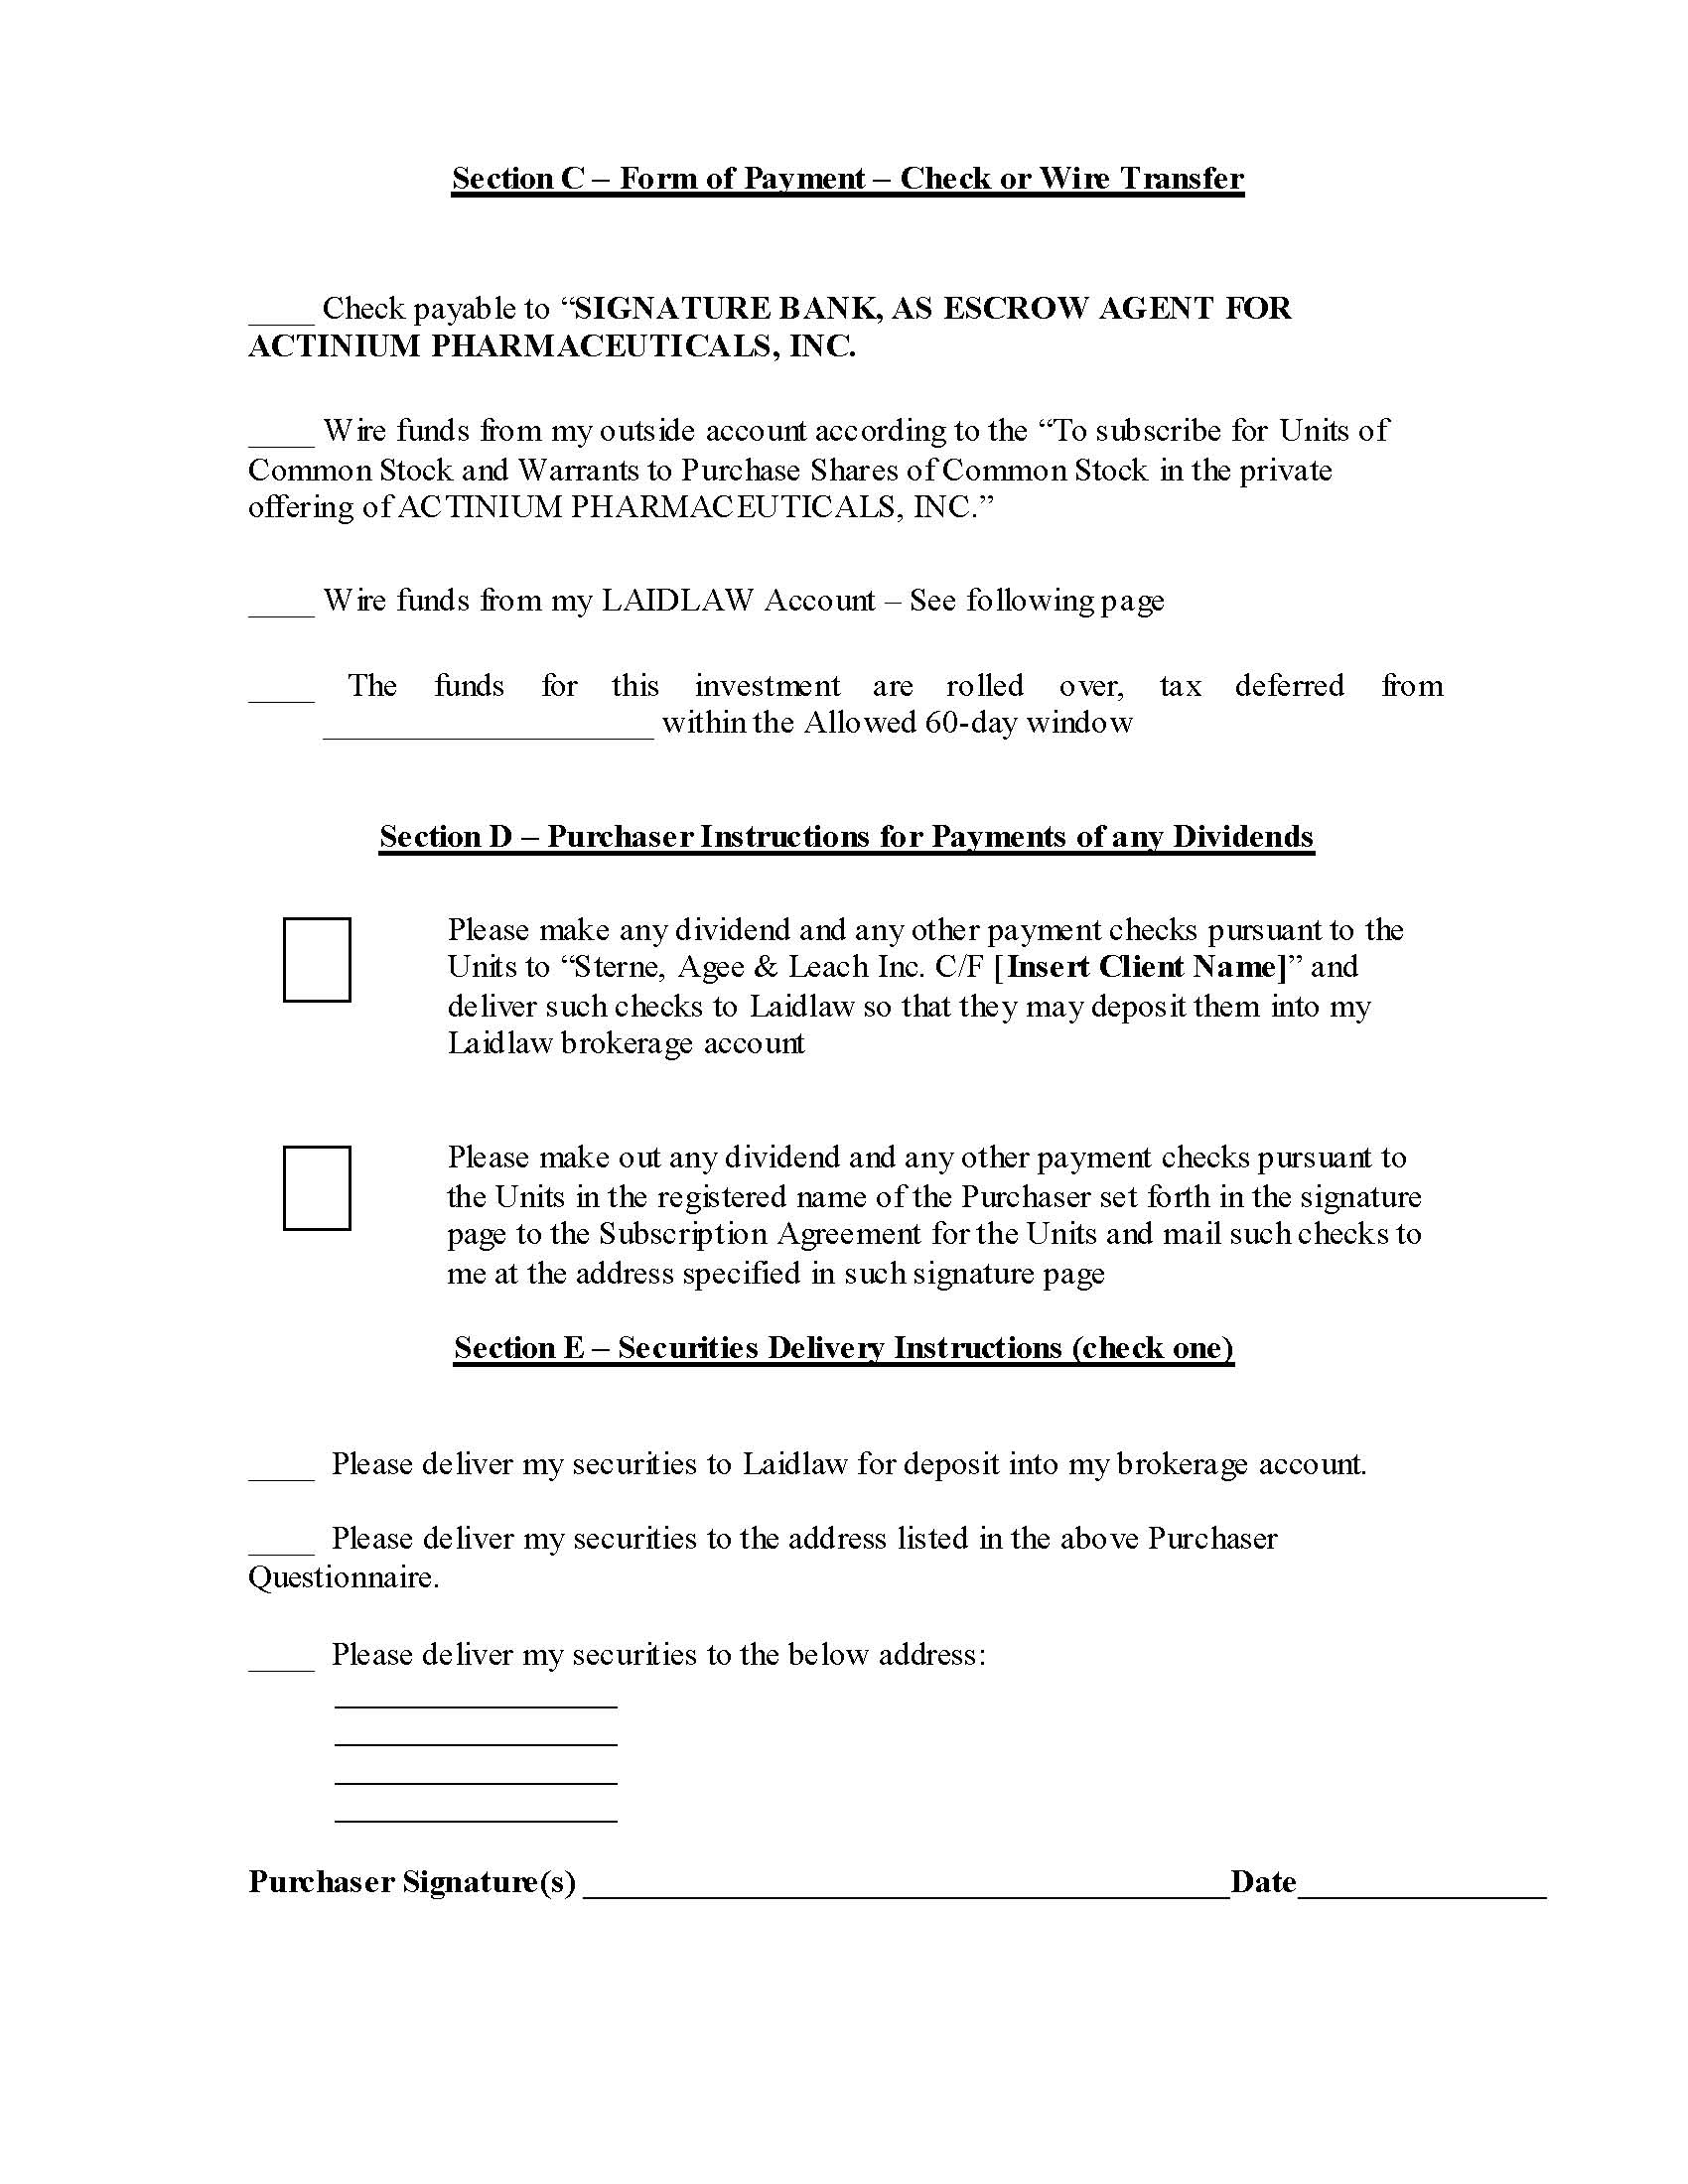 Section C – Form of Payment – Check or Wire Transfer
____ Check payable to “SIGNATURE BANK, AS ESCROW AGENT FOR
ACTINIUM PHARMACEUTICALS, INC.
____ Wire funds from my outside account according to the “To subscribe for Units of
Common Stock and Warrants to Purchase Shares of Common Stock in the private
offering of ACTINIUM PHARMACEUTICALS, INC.”
____ Wire funds from my LAIDLAW Account – See following page
____ The funds for this investment are rolled over, tax deferred from
____________________ within the Allowed 60-day window
Section D – Purchaser Instructions for Payments of any Dividends
Please make any dividend and any other payment checks pursuant to the
Units to “Sterne, Agee & Leach Inc. C/F [Insert Client Name]” and
deliver such checks to Laidlaw so that they may deposit them into my
Laidlaw brokerage account
Please make out any dividend and any other payment checks pursuant to
the Units in the registered name of the Purchaser set forth in the signature
page to the Subscription Agreement for the Units and mail such checks to
me at the address specified in such signature page
Section E – Securities Delivery Instructions (check one)
____ Please deliver my securities to Laidlaw for deposit into my brokerage account.
____ Please deliver my securities to the address listed in the above Purchaser
Questionnaire.
____ Please deliver my securities to the below address:
_________________
_________________
_________________
_________________
Purchaser Signature(s) _______________________________________Date_______________